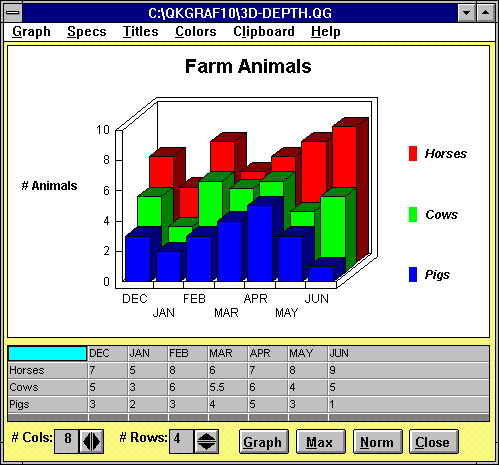 C:\QKGRAF10\3D-DEPTH.QG
Graph Specs Titles Colors Clipboard Help
Farm Animals
10
8
6
4
2
0
# Animals
Horses
Cows
Pigs
DEC FEB APR JUN
JAN MAR MAY
DEC JAN FEB MAR APR MAY JUN
Horses 7 5 8 6 7 8 9
Cows 5 3 6 5.5 6 4 5
Pigs 3 2 3 4 5 3 1
# Cols: 8 # Rows: 4 Graph Max Norm Close